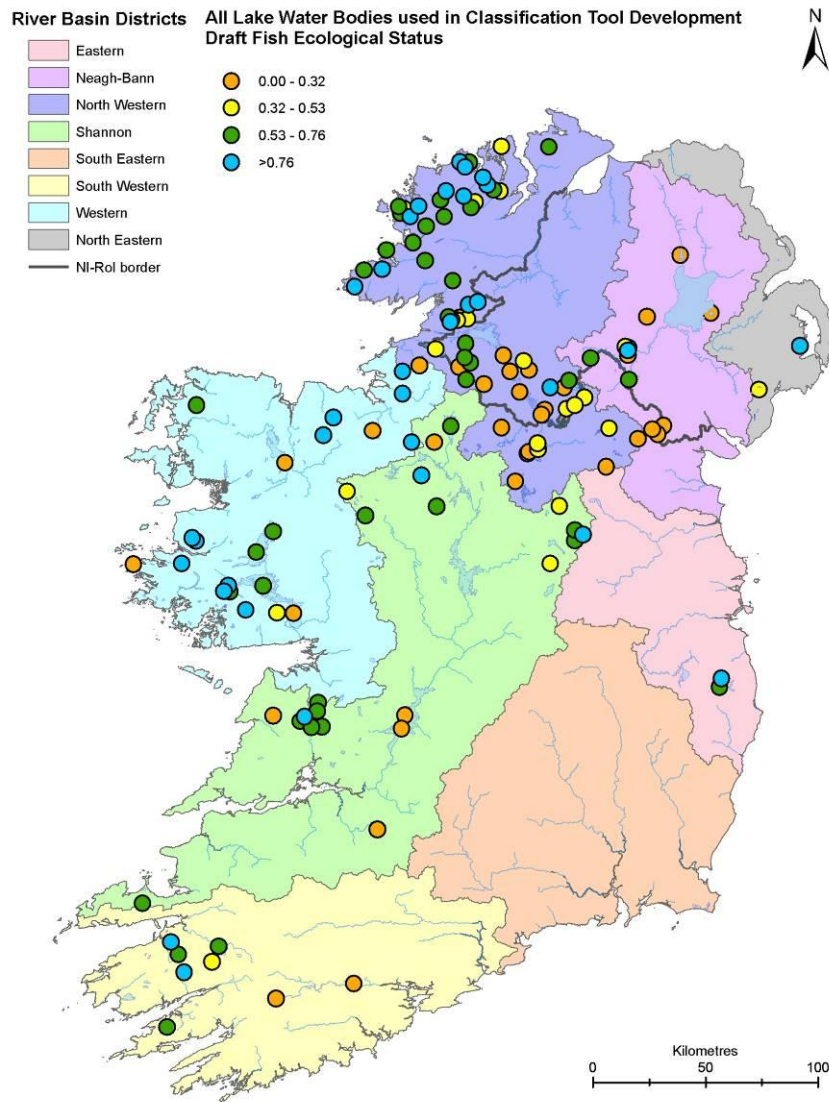 River Basin Districts
Eastern
Neagh-Bann
North Western
Shannon
South Eastern
South Western
Western
North Eastern
NI-RoI border
All Lake Water Bodies used in Classification Tool Development
Draft Fish Ecological Status
0.00 - 0.32
0.32 - 0.53
0.53 - 0.76
>0.76
N
Kilometres
0 50 100